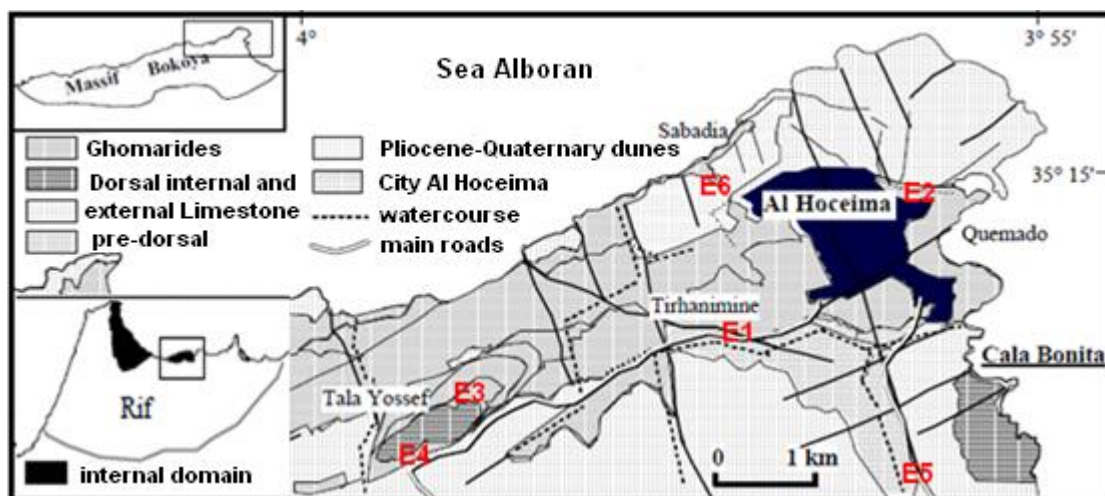 Massif Bokoya
4°
3° 55'
Sea Alboran
Ghomarides
Dorsal internal and
external Limestone
pre-dorsal
Pliocene-Quaternary dunes
City Al Hoceima
watercourse
main roads
Sabadia
35° 15'
E6
E2
Al Hoceima
Quemado
Tirhanimine
E1
Cala Bonita
Tala Yossef
E3
E4
E5
0 1 km
Rif
internal domain